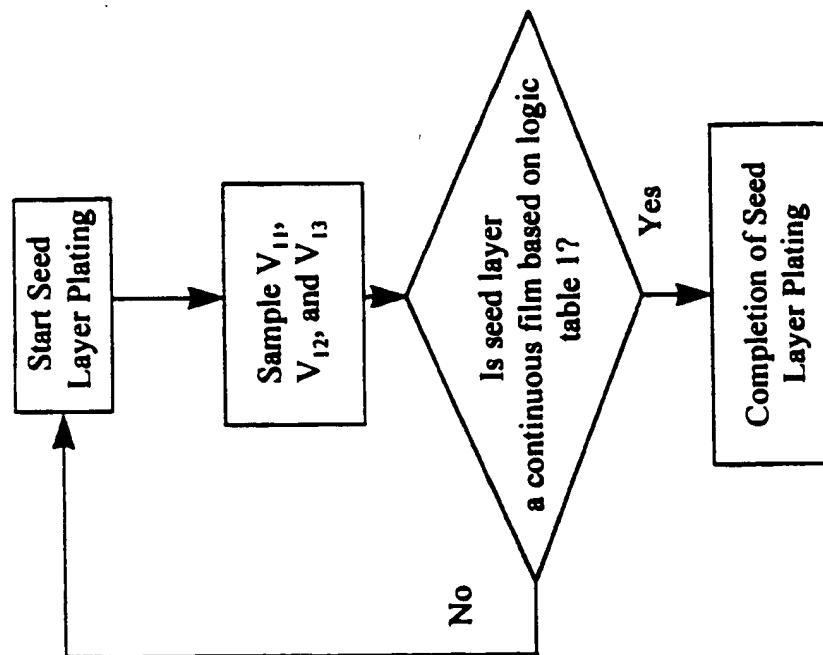 Start Seed
Layer Plating
Sample V₁₁,
V₁₂, and V₁₃
Is seed layer
a continuous film based on logic
table 1?
No
Yes
Completion of Seed
Layer Plating